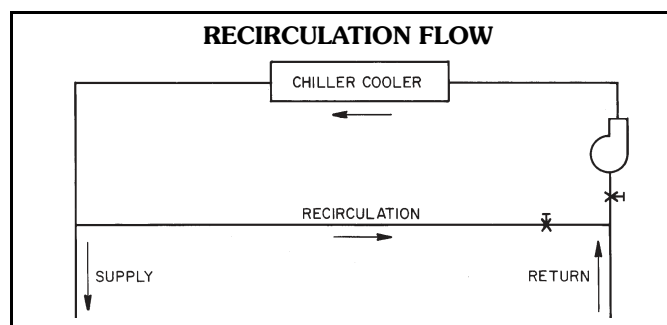 RECIRCULATION FLOW
CHILLER COOLER
RECIRCULATION
SUPPLY
RETURN